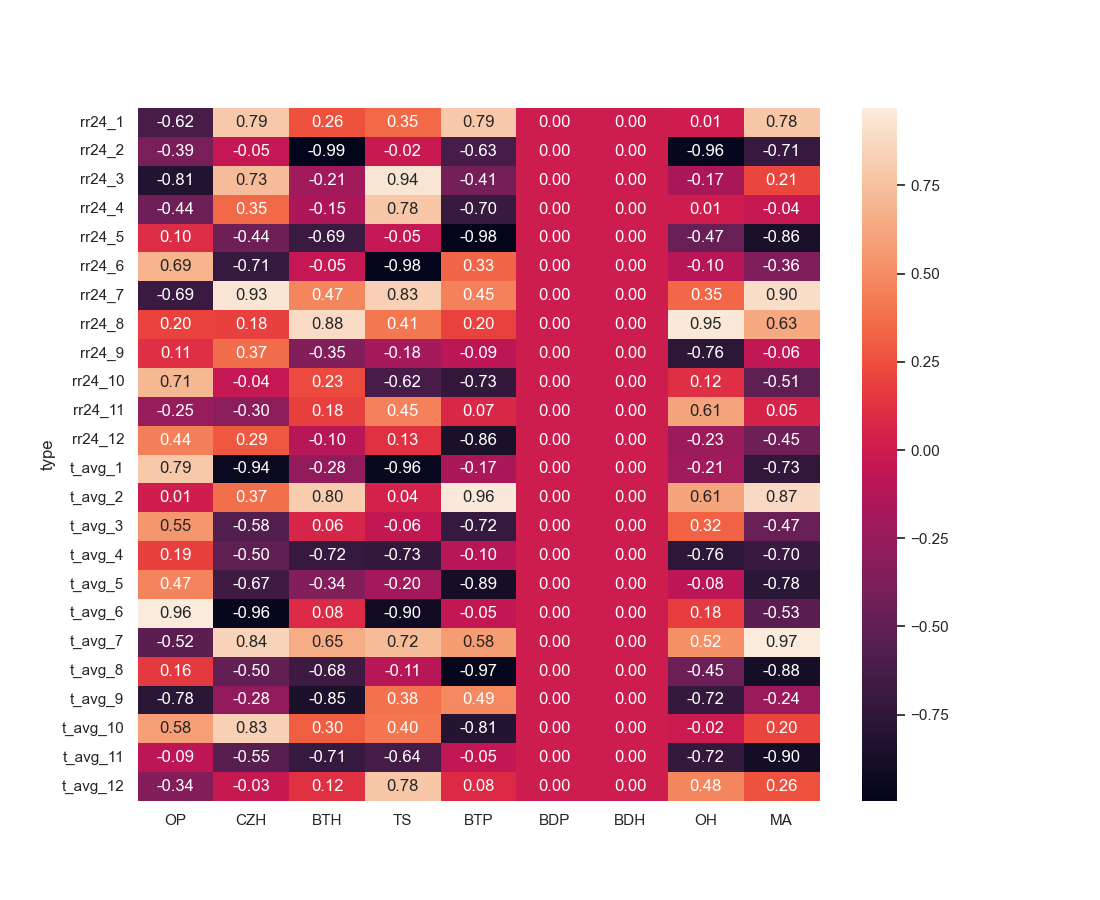 rr24_1 -0.62 0.79 0.26 0.35 0.79 0.00 0.00 0.01 0.78
rr24_2 -0.39 -0.05 -0.99 -0.02 -0.63 0.00 0.00 -0.96 -0.71
rr24_3 -0.81 0.73 -0.21 0.94 -0.41 0.00 0.00 -0.17 0.21
rr24_4 -0.44 0.35 -0.15 0.78 -0.70 0.00 0.00 0.01 -0.04
rr24_5 0.10 -0.44 -0.69 -0.05 -0.98 0.00 0.00 -0.47 -0.86
rr24_6 0.69 -0.71 -0.05 -0.98 0.33 0.00 0.00 -0.10 -0.36
rr24_7 -0.69 0.93 0.47 0.83 0.45 0.00 0.00 0.35 0.90
rr24_8 0.20 0.18 0.88 0.41 0.20 0.00 0.00 0.95 0.63
rr24_9 0.11 0.37 -0.35 -0.18 -0.09 0.00 0.00 -0.76 -0.06
rr24_10 0.71 -0.04 0.23 -0.62 -0.73 0.00 0.00 0.12 -0.51
rr24_11 -0.25 -0.30 0.18 0.45 0.07 0.00 0.00 0.61 0.05
rr24_12 0.44 0.29 -0.10 0.13 -0.86 0.00 0.00 -0.23 -0.45
t_avg_1 0.79 -0.94 -0.28 -0.96 -0.17 0.00 0.00 -0.21 -0.73
t_avg_2 0.01 0.37 0.80 0.04 0.96 0.00 0.00 0.61 0.87
t_avg_3 0.55 -0.58 0.06 -0.06 -0.72 0.00 0.00 0.32 -0.47
t_avg_4 0.19 -0.50 -0.72 -0.73 -0.10 0.00 0.00 -0.76 -0.70
t_avg_5 0.47 -0.67 -0.34 -0.20 -0.89 0.00 0.00 -0.08 -0.78
t_avg_6 0.96 -0.96 0.08 -0.90 -0.05 0.00 0.00 0.18 -0.53
t_avg_7 -0.52 0.84 0.65 0.72 0.58 0.00 0.00 0.52 0.97
t_avg_8 0.16 -0.50 -0.68 -0.11 -0.97 0.00 0.00 -0.45 -0.88
t_avg_9 -0.78 -0.28 -0.85 0.38 0.49 0.00 0.00 -0.72 -0.24
t_avg_10 0.58 0.83 0.30 0.40 -0.81 0.00 0.00 -0.02 0.20
t_avg_11 -0.09 -0.55 -0.71 -0.64 -0.05 0.00 0.00 -0.72 -0.90
t_avg_12 -0.34 -0.03 0.12 0.78 0.08 0.00 0.00 0.48 0.26
OP CZH BTH TS BTP BDP BDH OH MA
type
0.75
0.50
0.25
0.00
−0.25
−0.50
−0.75